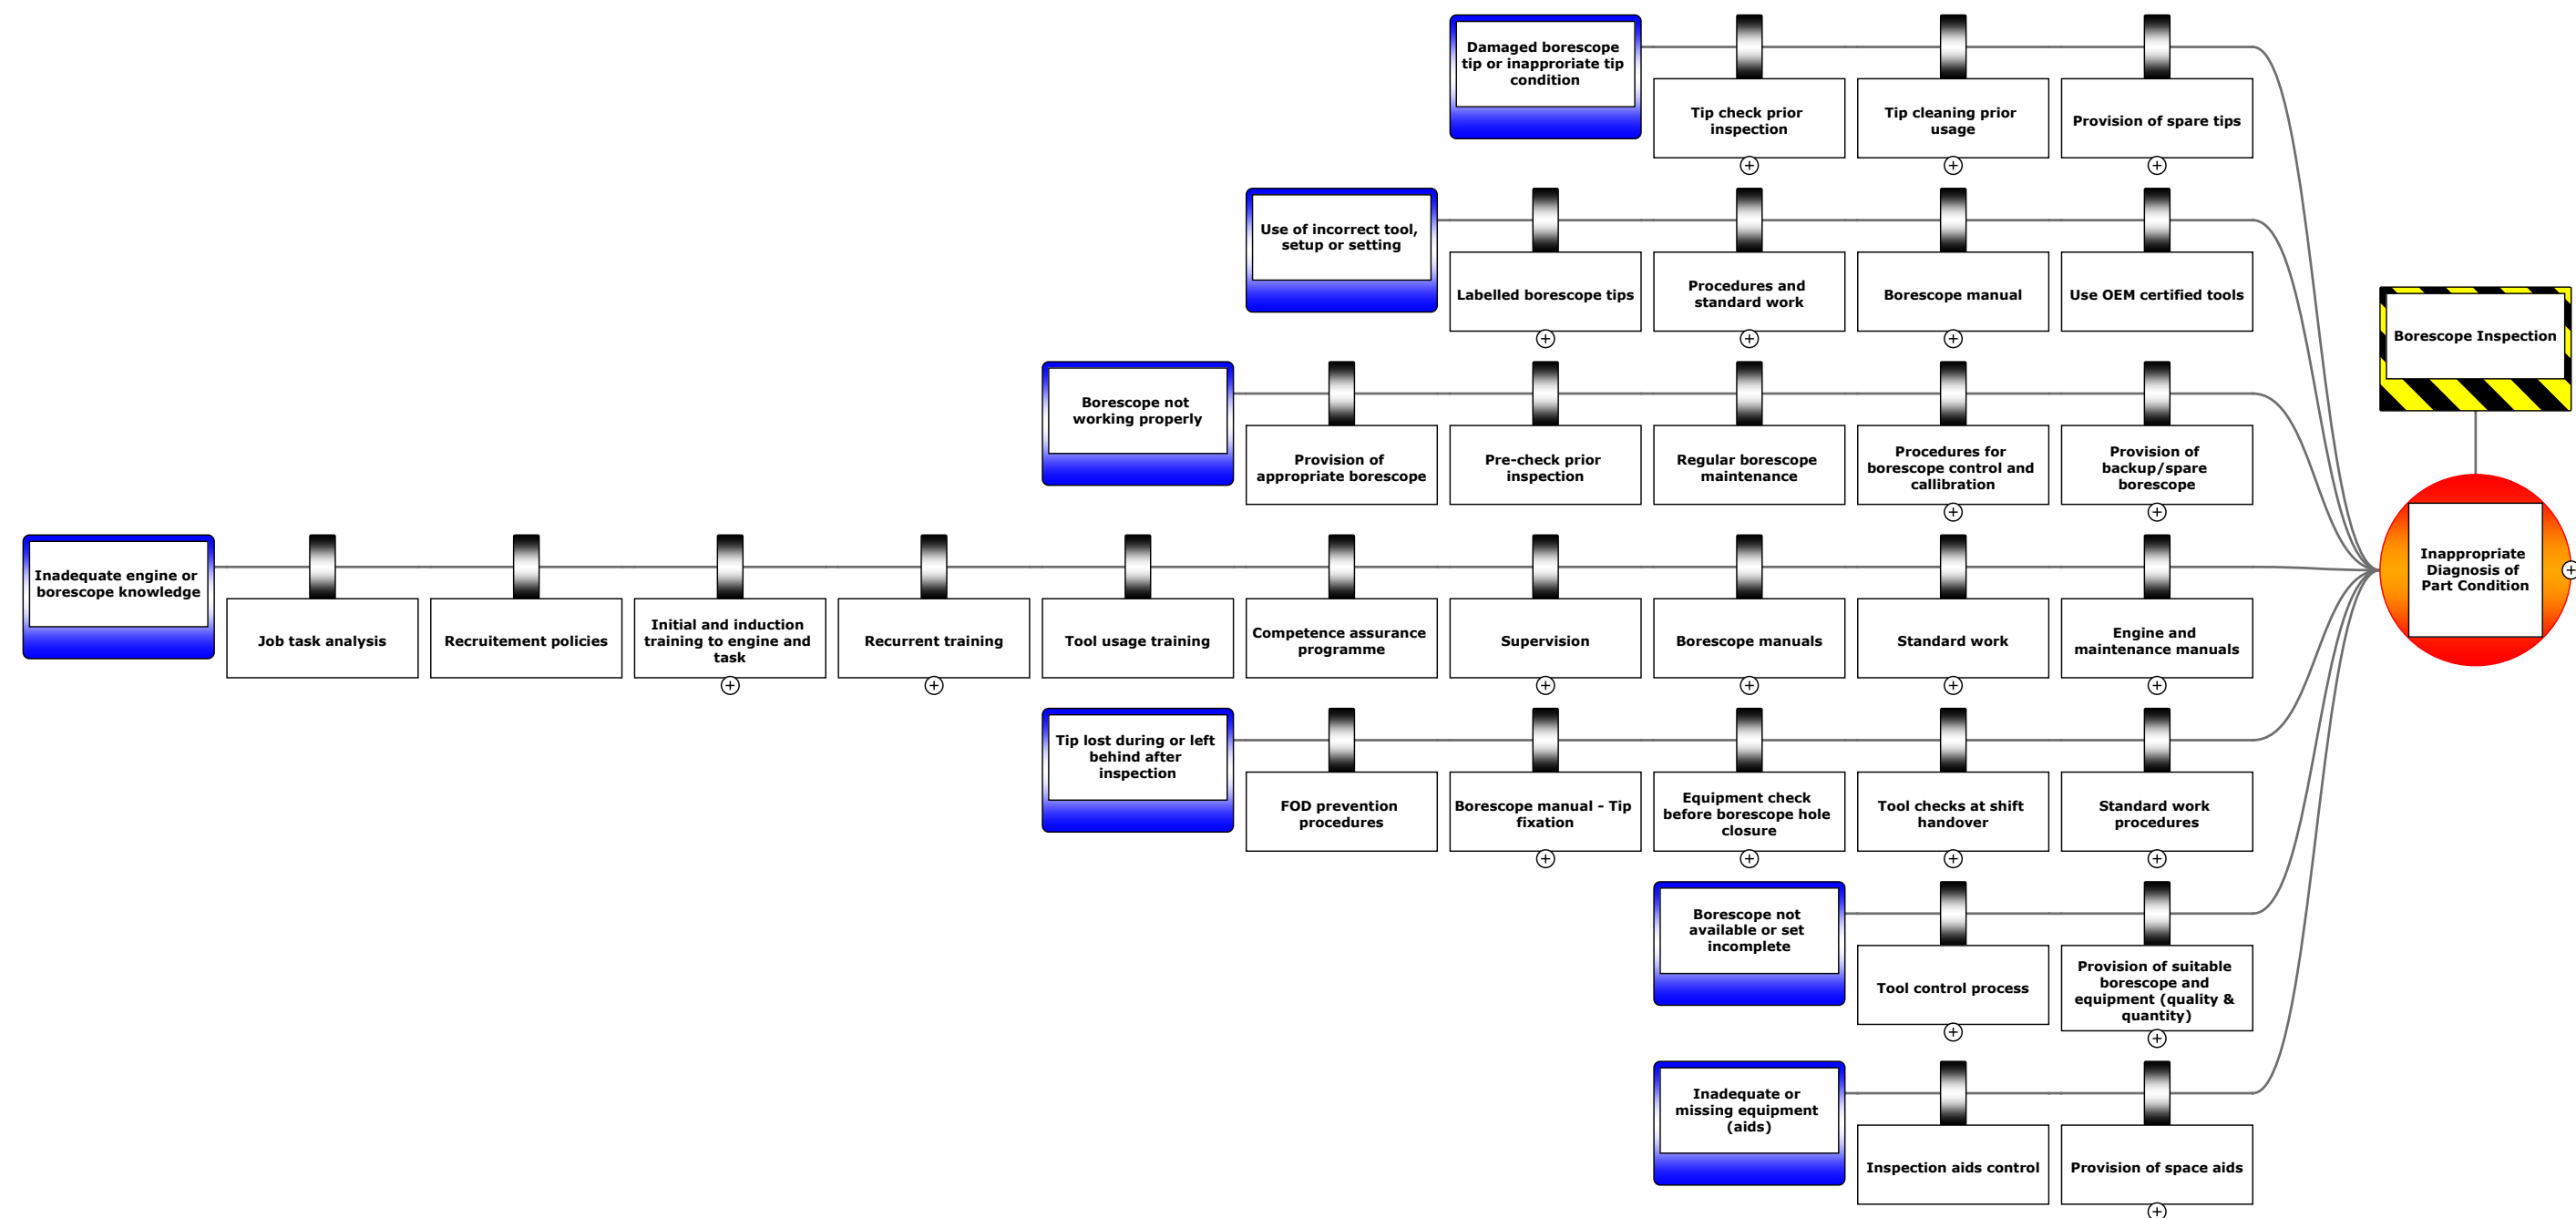 Damaged borescope
tip or inapproriate tip
condition
Tip check prior
inspection
Tip cleaning prior
usage
Provision of spare tips
Use of incorrect tool,
setup or setting
Labelled borescope tips
Procedures and
standard work
Borescope manual
Use OEM certified tools
Borescope Inspection
Borescope not
working properly
Provision of
appropriate borescope
Pre-check prior
inspection
Regular borescope
maintenance
Procedures for
borescope control and
callibration
Provision of
backup/spare
borescope
Inappropriate
Diagnosis of
Part Condition
Inadequate engine or
borescope knowledge
Job task analysis
Recruitement policies
Initial and induction
training to engine and
task
Recurrent training
Tool usage training
Competence assurance
programme
Supervision
Borescope manuals
Standard work
Engine and
maintenance manuals
Tip lost during or left
behind after
inspection
FOD prevention
procedures
Borescope manual - Tip
fixation
Equipment check
before borescope hole
closure
Tool checks at shift
handover
Standard work
procedures
Borescope not
available or set
incomplete
Tool control process
Provision of suitable
borescope and
equipment (quality &
quantity)
Inadequate or
missing equipment
(aids)
Inspection aids control
Provision of space aids